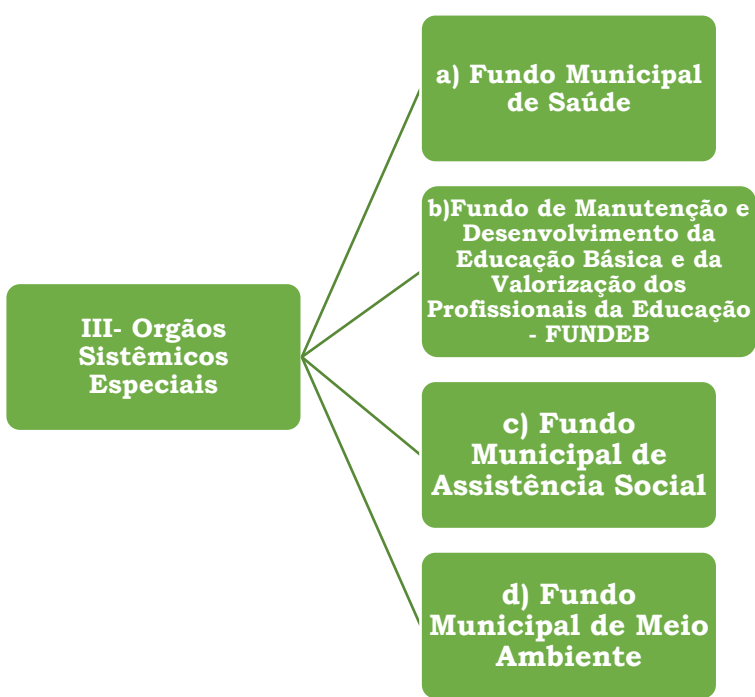 III- Orgãos
Sistêmicos
Especiais
a) Fundo Municipal
de Saúde
b)Fundo de Manutenção e
Desenvolvimento da
Educação Básica e da
Valorização dos
Profissionais da Educação
- FUNDEB
c) Fundo
Municipal de
Assistência Social
d) Fundo
Municipal de Meio
Ambiente